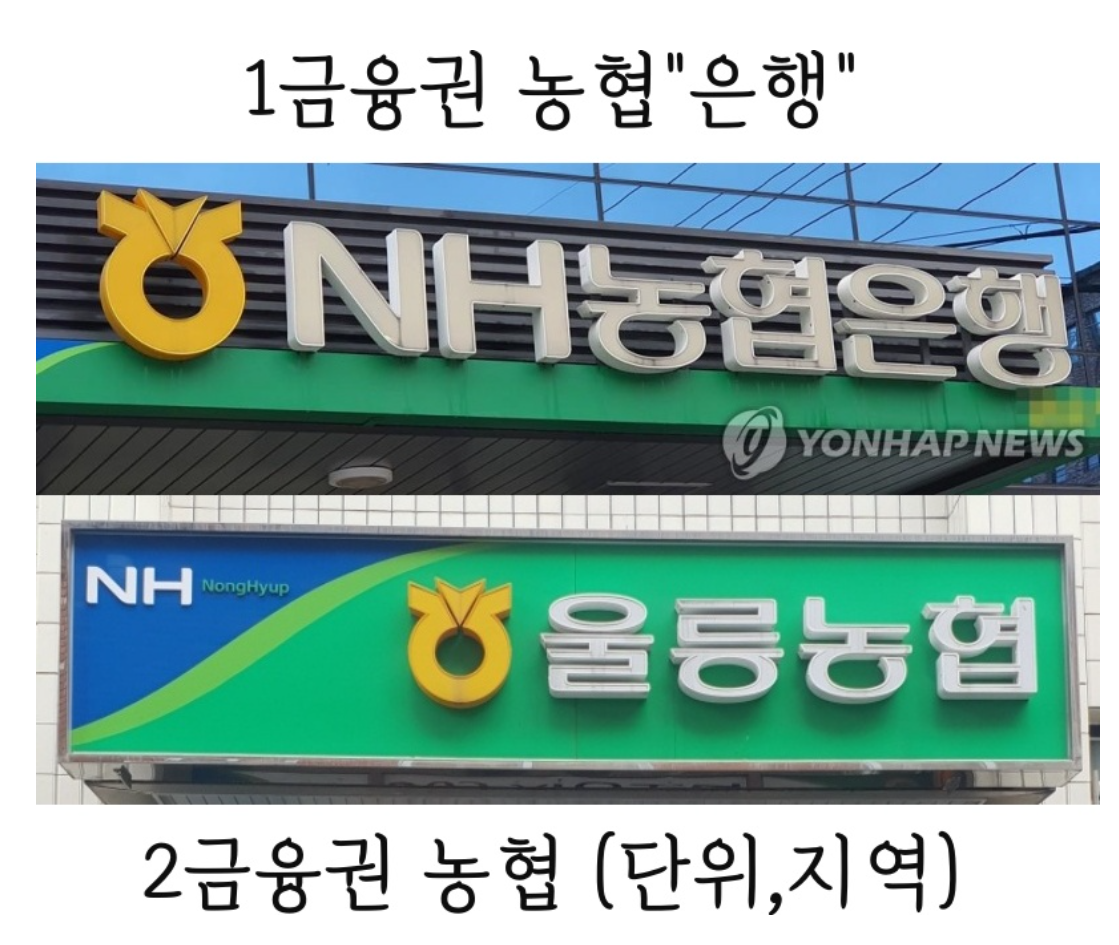 1금융권 농협"은행"
NH농협은행
YONHAP NEWS
NH NongHyup
울릉농협
2금융권 농협 (단위,지역)